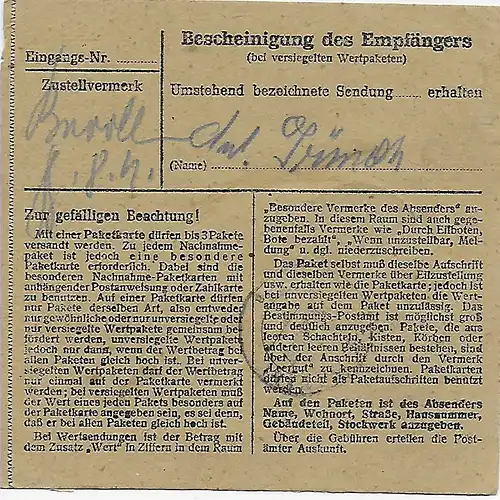 Bescheinigung des Empfängers
(bei versiegelten Wertpaketen)
Eingangs-Nr. ............
Zustellvermerk
Umstehend bezeichnete Sendung ....... erhalten
(Name)
Zur gefälligen Beachtung!
Mit einer Paketkarte dürfen bis 3 Pakete
versandt werden. Zu jedem Nachnahme-
paket ist jedoch eine besondere
Paketkarte erforderlich. Dabei sind die
besonderen Nachnahme-Paketkarten mit
anhängender Postanweisung oder Zahlkarte
zu benutzen. Auf einer Paketkarte dürfen
nur Pakete derselben Art, also entweder
nur gewöhnliche oder nur unversiegelte oder
nur versiegelte Wertpakete gemeinsam be-
fördert werden, unversiegelte Wertpakete
jedoch nur dann, wenn der Wertbetrag bei
allen Paketen gleich hoch ist. Bei unver-
siegelten Wertpaketen darf der Wertbetrag
nur einmal auf der Paketkarte vermerkt
werden; bei versiegelten Wertpaketen muß
der Wert eines jeden Pakets besonders auf
der Paketkarte angegeben sein, es sei denn,
daß er bei allen Paketen gleich hoch ist.
Bei Wertsendungen ist der Betrag mit
dem Zusatz „Wert" in Ziffern in dem Raum
„Besondere Vermerke des Absenders" an-
zugeben. In diesem Raum sind auch gege-
benenfalls Vermerke wie „Durch Eilboten,
Bote bezahlt", „Wenn unzustellbar, Mel-
dung" u. dgl. niederzuschreiben.
Das Paket selbst muß dieselbe Aufschrift
und dieselben Vermerke über Eilzustellung
usw. erhalten wie die Paketkarte; jedoch ist
bei unversiegelten Wertpaketen die Wert-
angabe auf dem Paket unzulässig. Das
Bestimmungs-Postamt ist möglichst groß
und deutlich anzugeben. Pakete, die aus
leeren Schachteln, Kisten, Körben oder
anderen leeren Behältnissen bestehen, sind
über der Anschrift durch den Vermerk
„Leergut" zu kennzeichnen. Paketkarten
dürfen nicht als Paketaufschriften benutzt
werden.
Auf den Paketen ist des Absenders
Name, Wohnort, Straße, Hausnummer,
Gebäudeteil, Stockwerk anzugeben.
Über die Gebühren erteilen die Post-
ämter Auskunft.